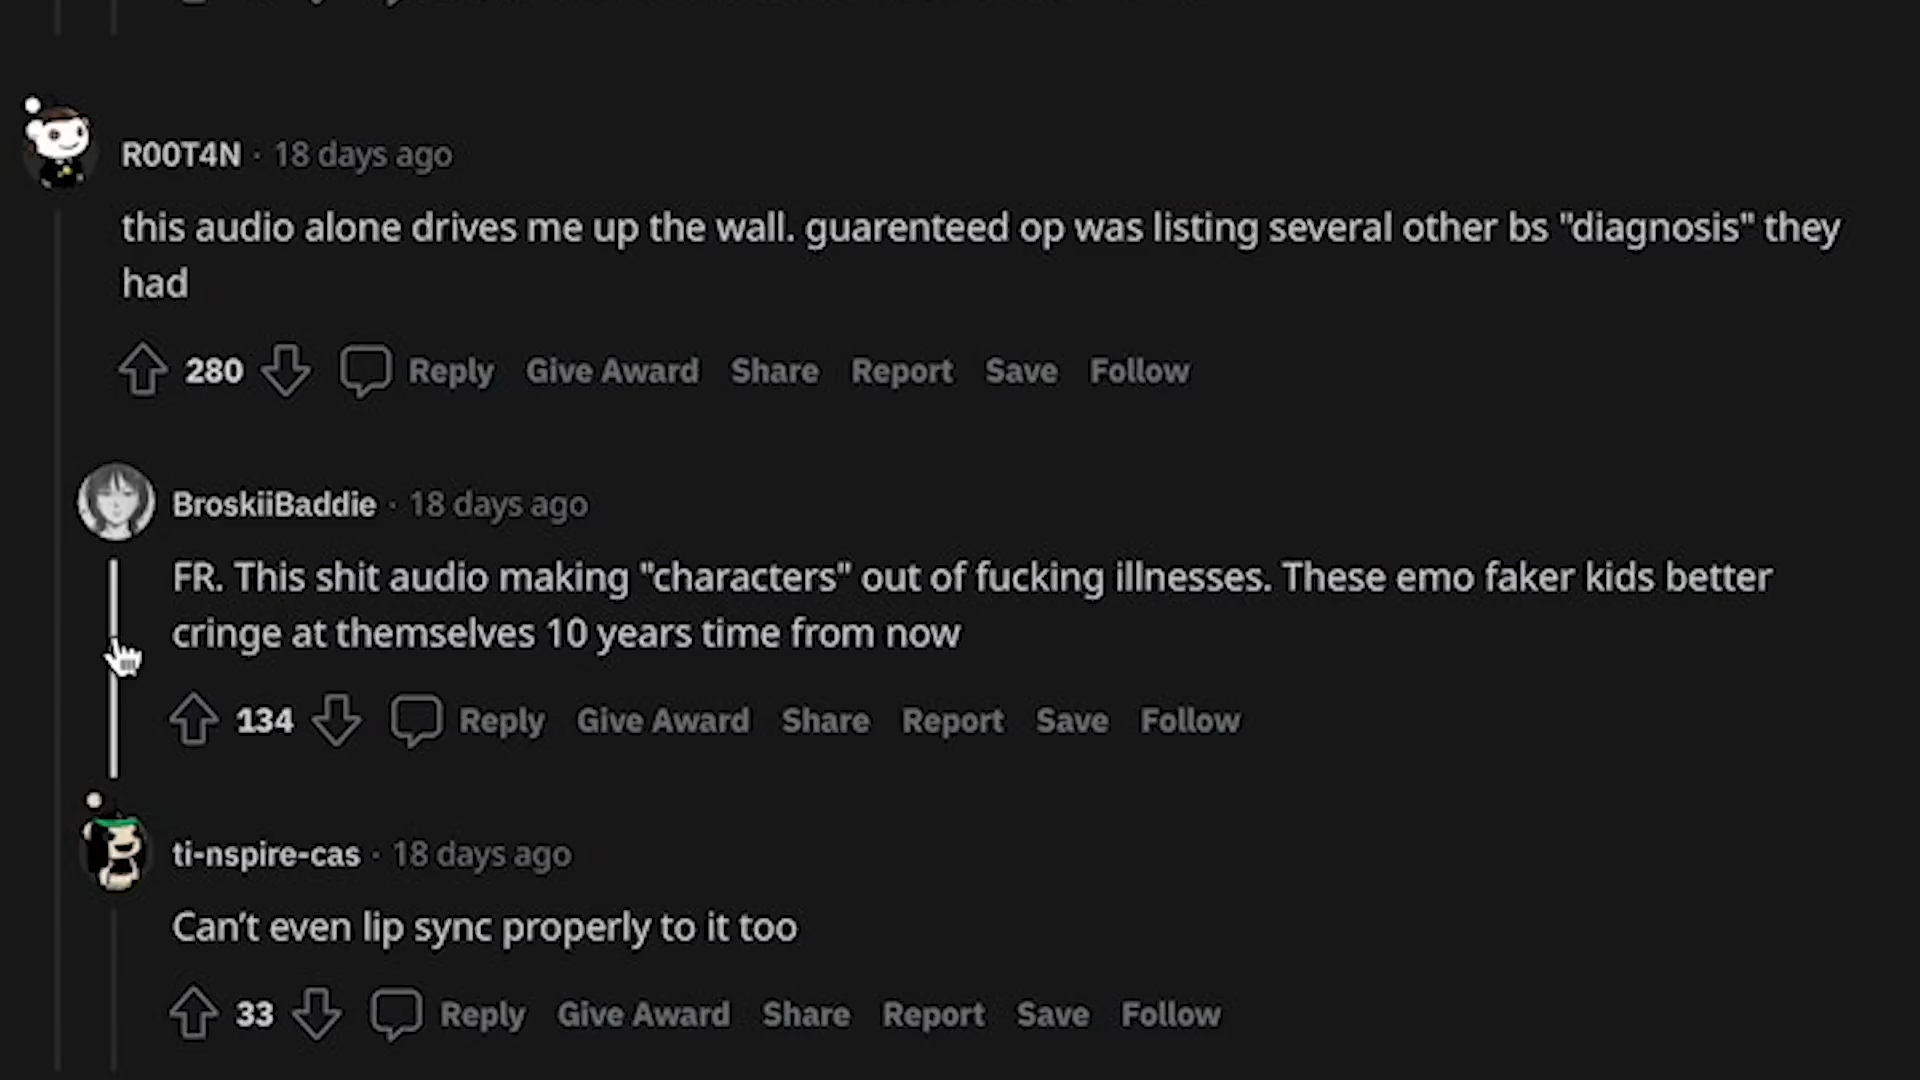 R00T4N · 18 days ago
this audio alone drives me up the wall. guarenteed op was listing several other bs "diagnosis" they
had
280 Reply Give Award Share Report Save Follow
BroskiiBaddie · 18 days ago
FR. This shit audio making "characters" out of fucking illnesses. These emo faker kids better
cringe at themselves 10 years time from now
134 Reply Give Award Share Report Save Follow
ti-nspire-cas · 18 days ago
Can't even lip sync properly to it too
33 Reply Give Award Share Report Save Follow